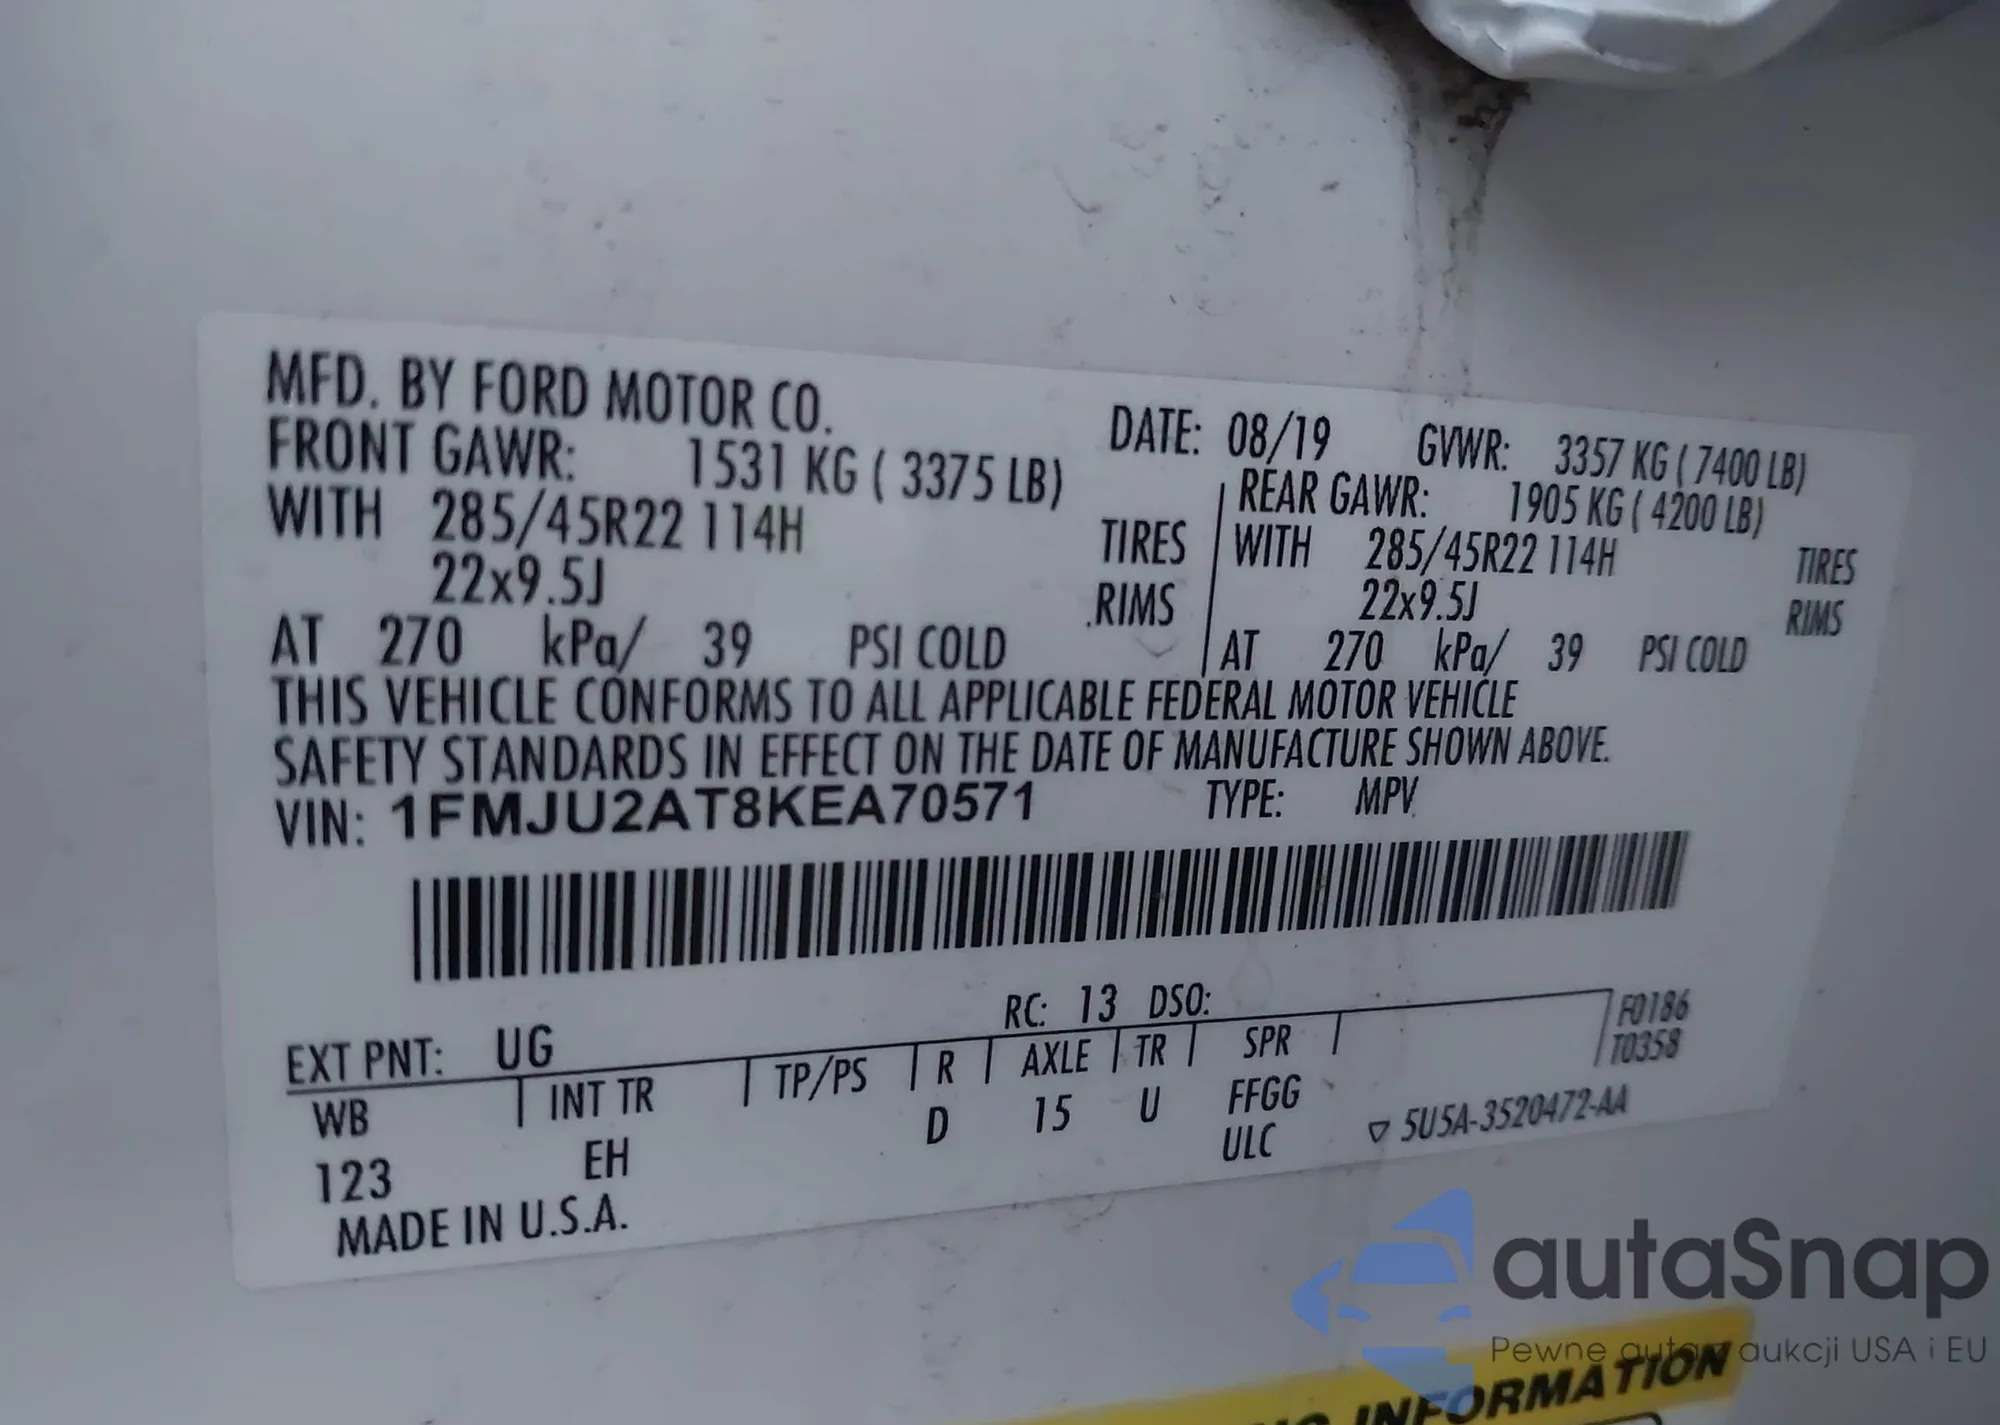 MFD. BY FORD MOTOR CO.
DATE: 08/19 GVWR: 3357 KG ( 7400 LB)
FRONT GAWR: 1531 KG ( 3375 LB)
REAR GAWR: 1905 KG ( 4200 LB)
WITH 285/45R22 114H TIRES
WITH 285/45R22 114H TIRES
22x9.5J RIMS
22x9.5J RIMS
AT 270 kPa/ 39 PSI COLD
AT 270 kPa/ 39 PSI COLD
THIS VEHICLE CONFORMS TO ALL APPLICABLE FEDERAL MOTOR VEHICLE
SAFETY STANDARDS IN EFFECT ON THE DATE OF MANUFACTURE SHOWN ABOVE.
VIN: 1FMJU2AT8KEA70571 TYPE: MPV
EXT PNT: UG RC: 13 DSO:
F0186
T0358
WB INT TR TP/PS R AXLE TR SPR
123 EH D 15 U FFGG
ULC
▽ 5U5A-3520472-AA
MADE IN U.S.A.
autaSnap
Pewne auta z aukcji USA i EU
INFORMATION